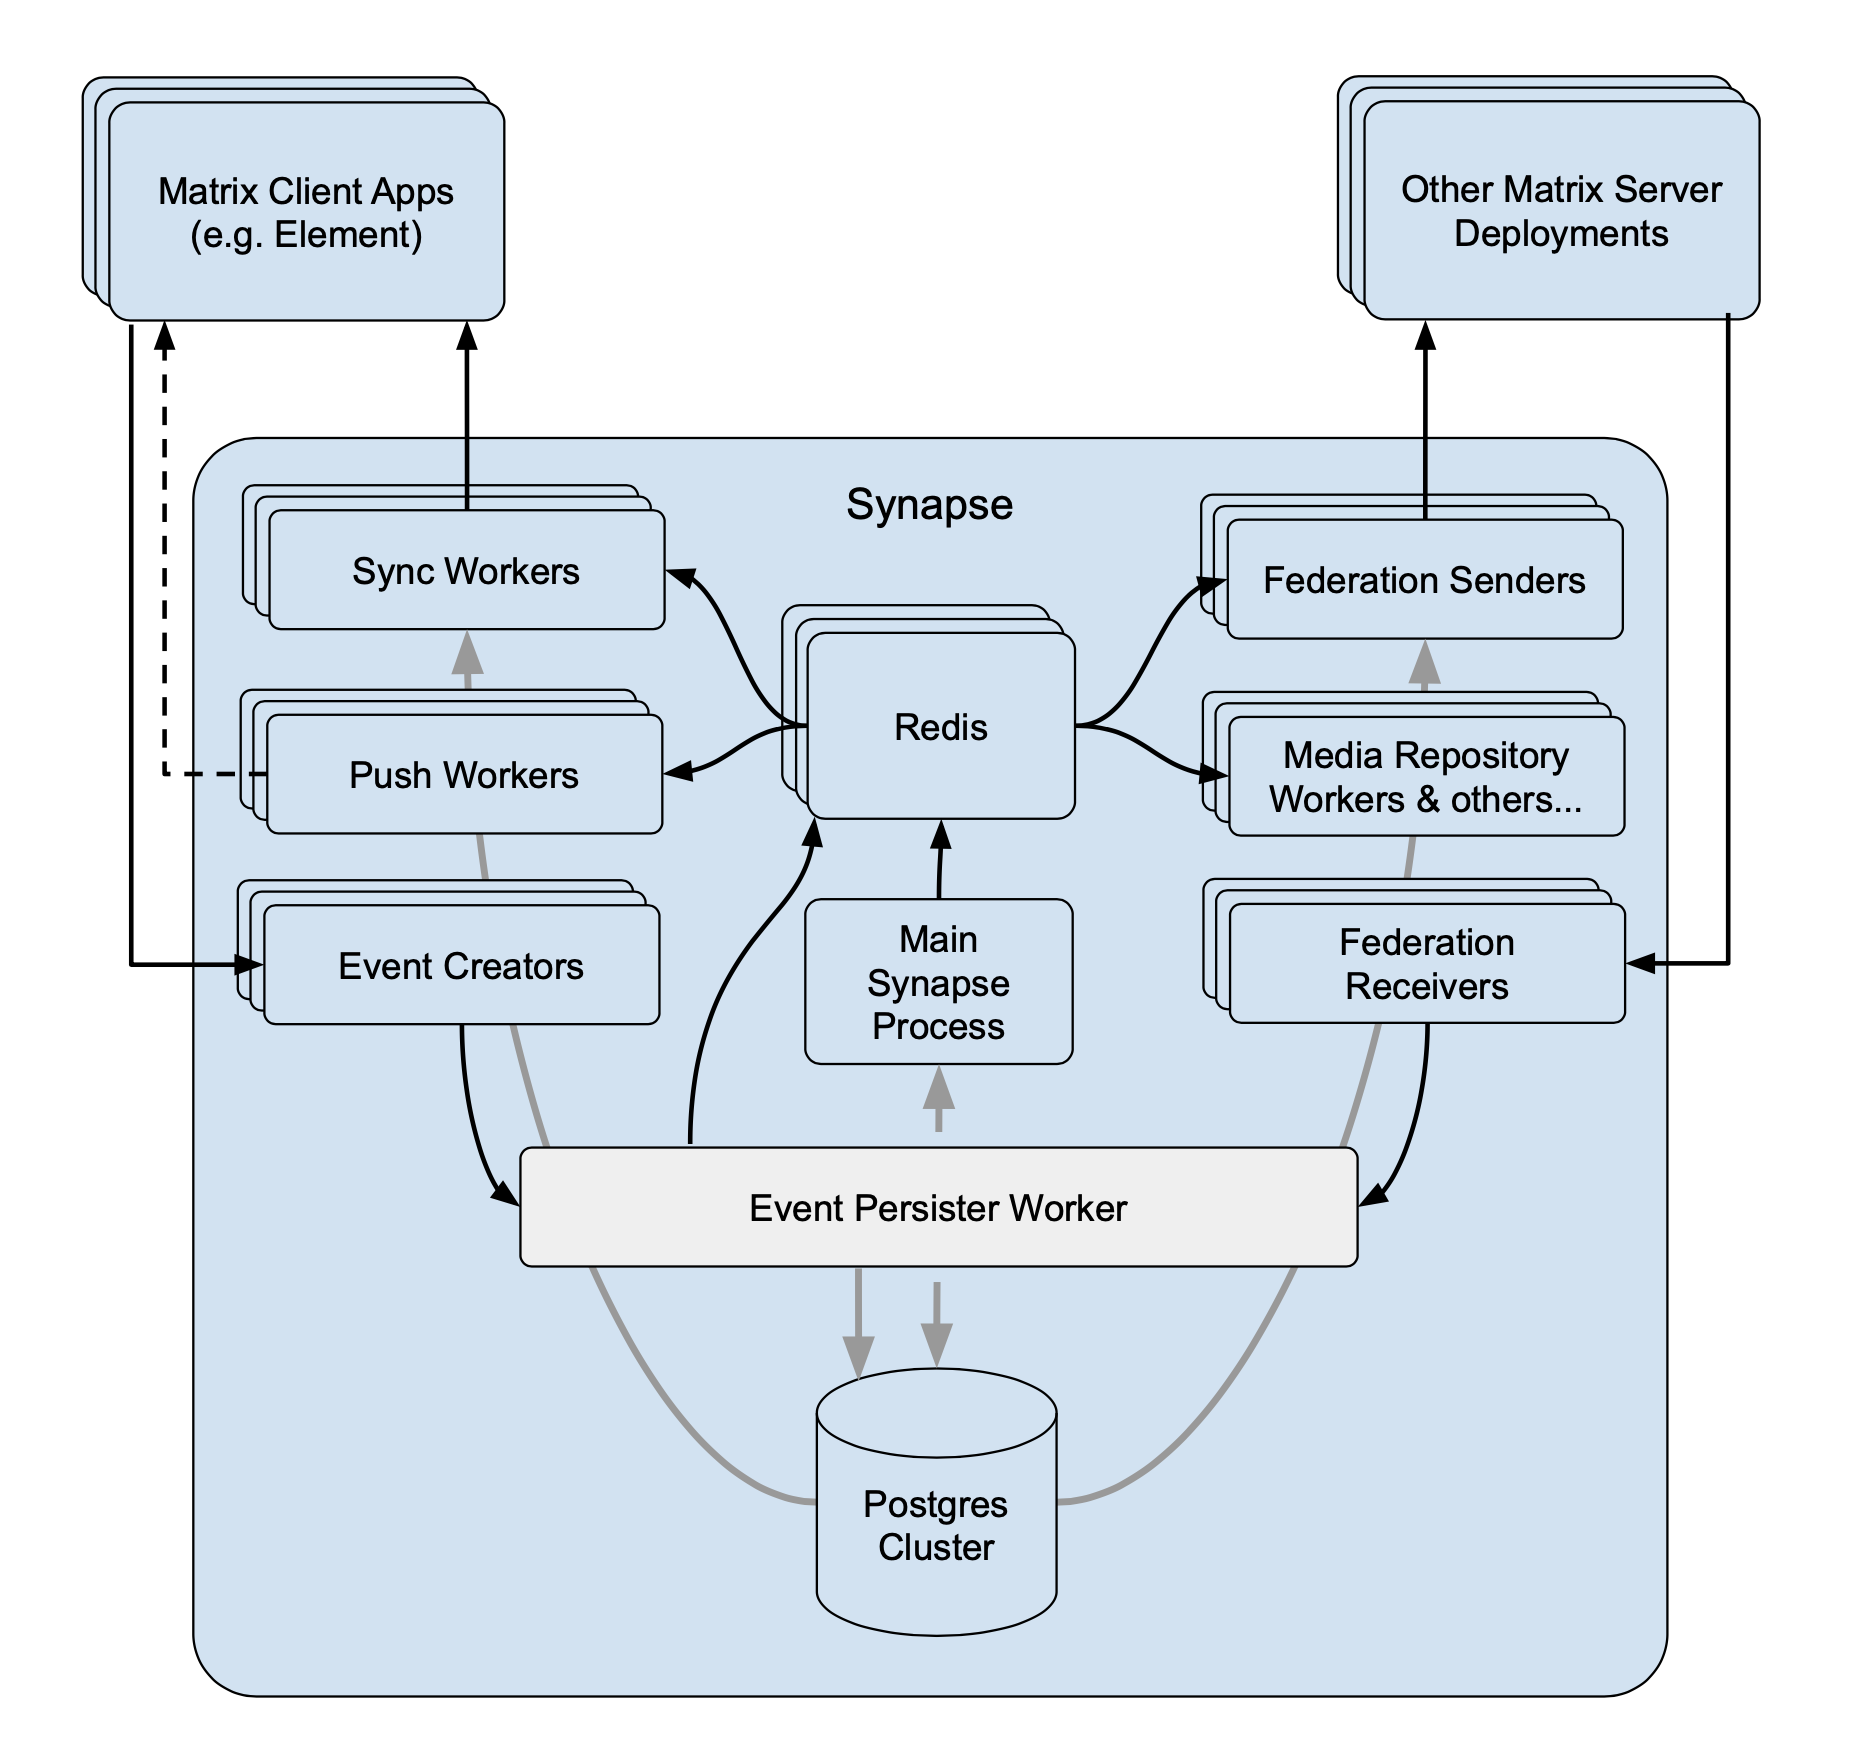 Matrix Client Apps
(e.g. Element)
Other Matrix Server
Deployments
Synapse
Sync Workers
Federation Senders
Redis
Push Workers
Media Repository
Workers & others...
Event Creators
Main
Synapse
Process
Federation
Receivers
Event Persister Worker
Postgres
Cluster